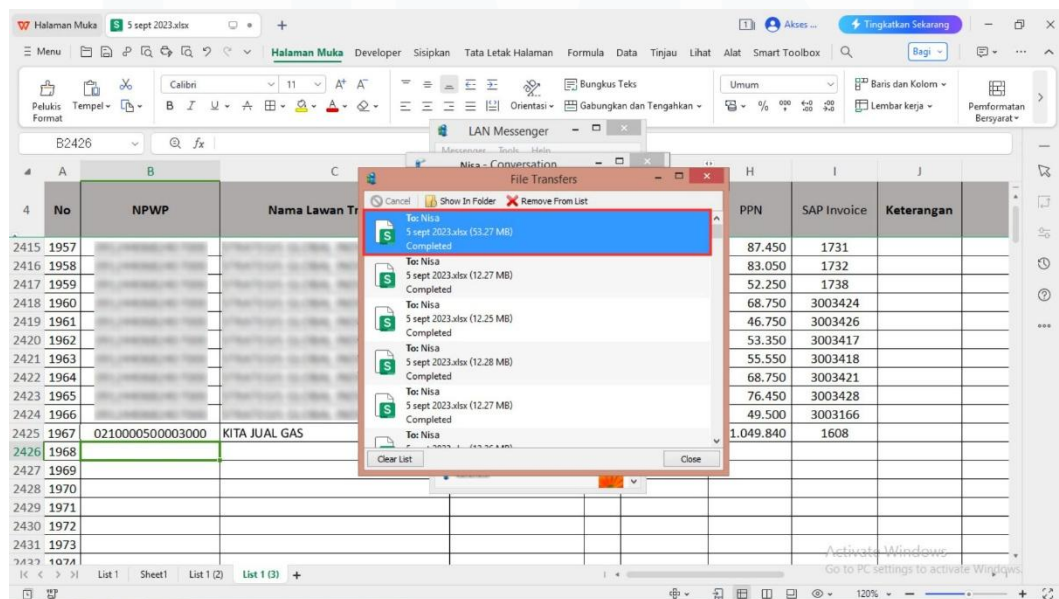 Halaman Muka 5 sept 2023.xlsx Akses ... Tingkatkan Sekarang
Menu Halaman Muka Developer Sisipkan Tata Letak Halaman Formula Data Tinjau Lihat Alat Smart Toolbox Bagi
Pelukis Format Tempel Calibri 11 A+ A- Orientasi Bungkus Teks Gabungkan dan Tengahkan Umum Baris dan Kolom Lembar kerja Pemformatan Bersyarat
B I U A
B2426 fx
LAN Messenger
Messenger Tools Help
Nisa - Conversation
File Transfers
Cancel Show In Folder Remove From List
To: Nisa
5 sept 2023.xlsx (53.27 MB)
Completed
To: Nisa
5 sept 2023.xlsx (12.27 MB)
Completed
To: Nisa
5 sept 2023.xlsx (12.25 MB)
Completed
To: Nisa
5 sept 2023.xlsx (12.28 MB)
Completed
To: Nisa
5 sept 2023.xlsx (12.27 MB)
Completed
To: Nisa
Clear List Close
A B C H I J
4 No NPWP Nama Lawan Tr PPN SAP Invoice Keterangan
2415 1957 87.450 1731
2416 1958 83.050 1732
2417 1959 52.250 1738
2418 1960 68.750 3003424
2419 1961 46.750 3003426
2420 1962 53.350 3003417
2421 1963 55.550 3003418
2422 1964 68.750 3003421
2423 1965 76.450 3003428
2424 1966 49.500 3003166
2425 1967 0210000500003000 KITA JUAL GAS 1.049.840 1608
2426 1968
2427 1969
2428 1970
2429 1971
2430 1972
2431 1973
2432 1974
Activate Windows
Go to PC settings to activate Windows.
List 1 Sheet1 List 1 (2) List 1 (3) +
120%